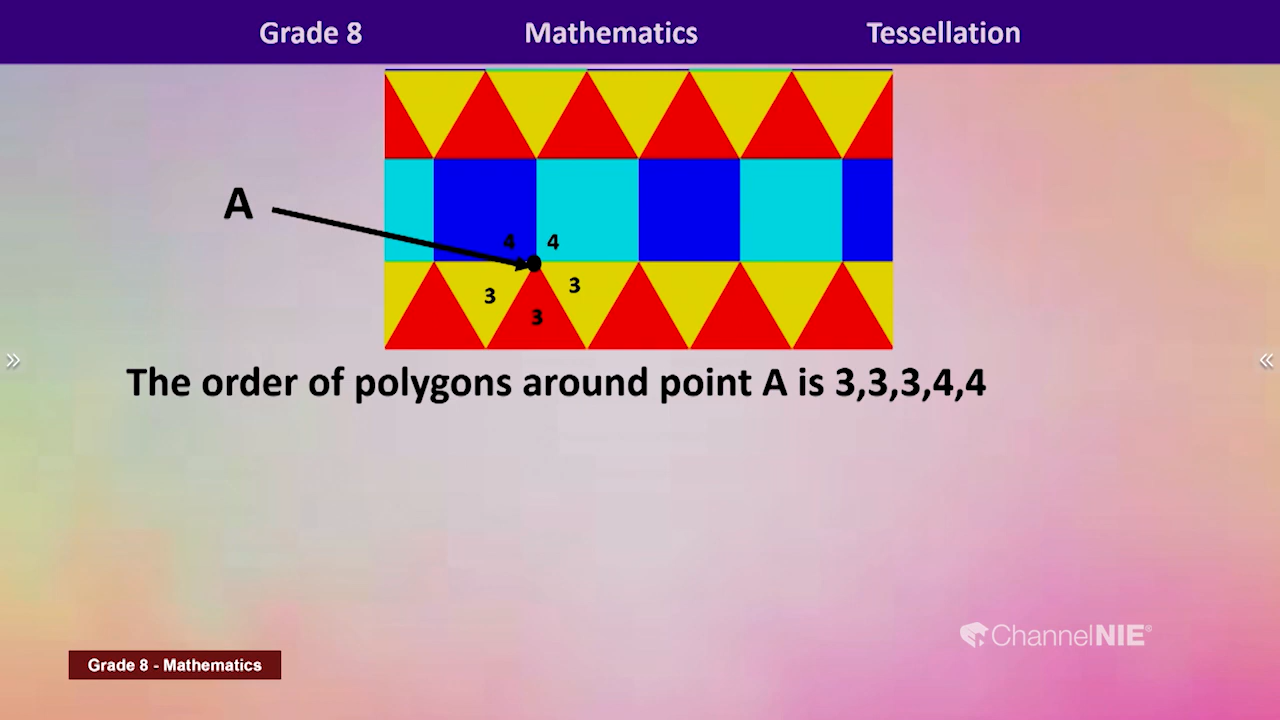 Grade 8 Mathematics Tessellation
A
4 4
3 3
3
The order of polygons around point A is 3,3,3,4,4
ChannelNIE®
Grade 8 - Mathematics